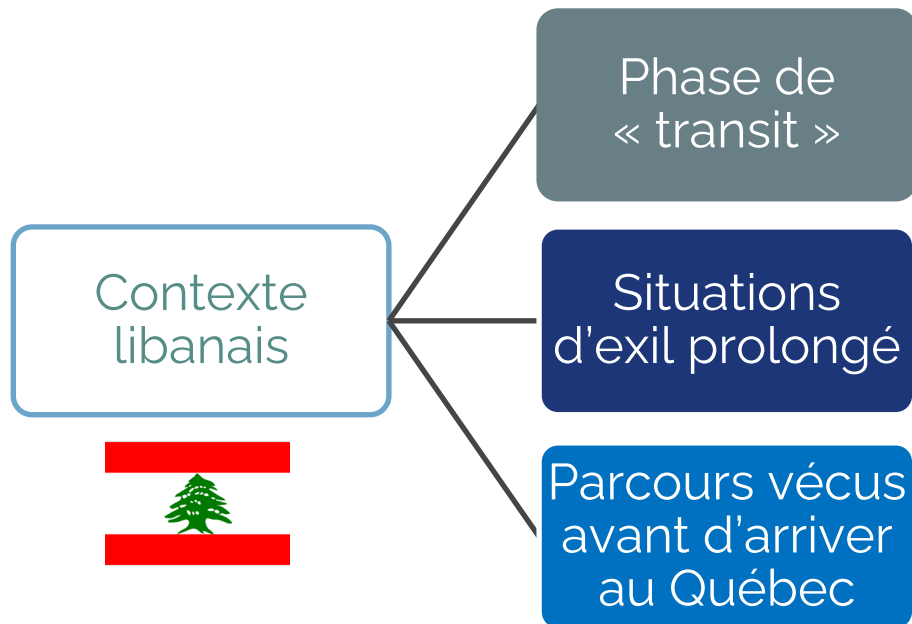 Contexte
libanais
Phase de
« transit »
Situations
d’exil prolongé
Parcours vécus
avant d’arriver
au Québec